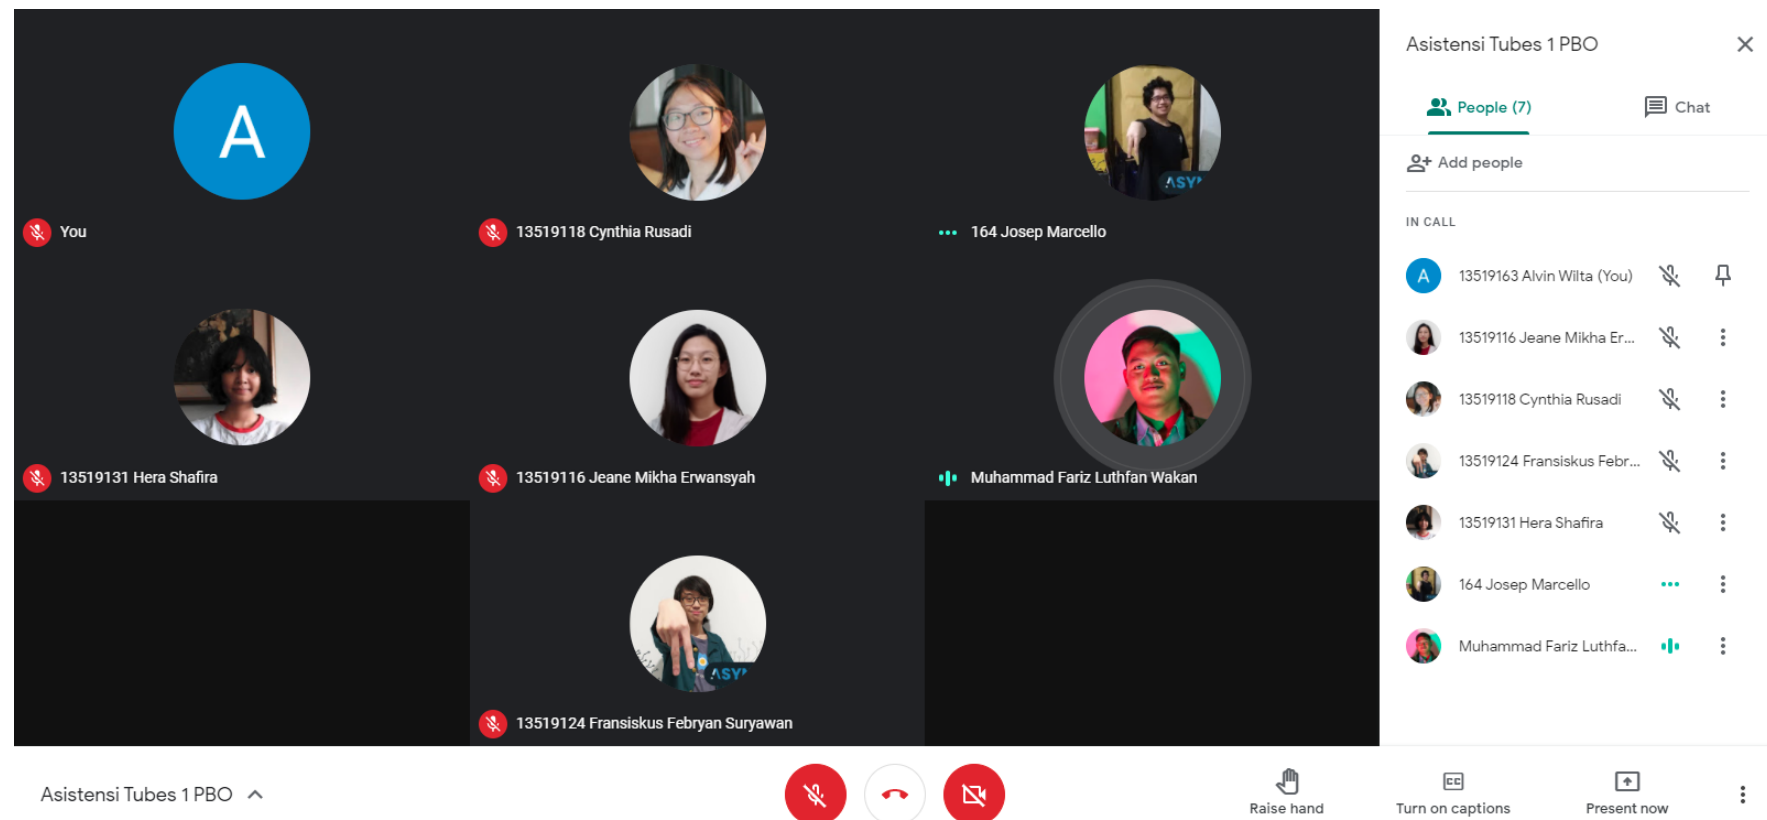 A
You
13519118 Cynthia Rusadi
ASY
164 Josep Marcello
13519131 Hera Shafira
13519116 Jeane Mikha Erwansyah
Muhammad Fariz Luthfan Wakan
ASY
13519124 Fransiskus Febryan Suryawan
Asistensi Tubes 1 PBO
People (7)
Chat
Add people
IN CALL
A
13519163 Alvin Wilta (You)
13519116 Jeane Mikha Er...
13519118 Cynthia Rusadi
13519124 Fransiskus Febr...
13519131 Hera Shafira
164 Josep Marcello
Muhammad Fariz Luthfa...
Asistensi Tubes 1 PBO
Raise hand
CC
Turn on captions
Present now